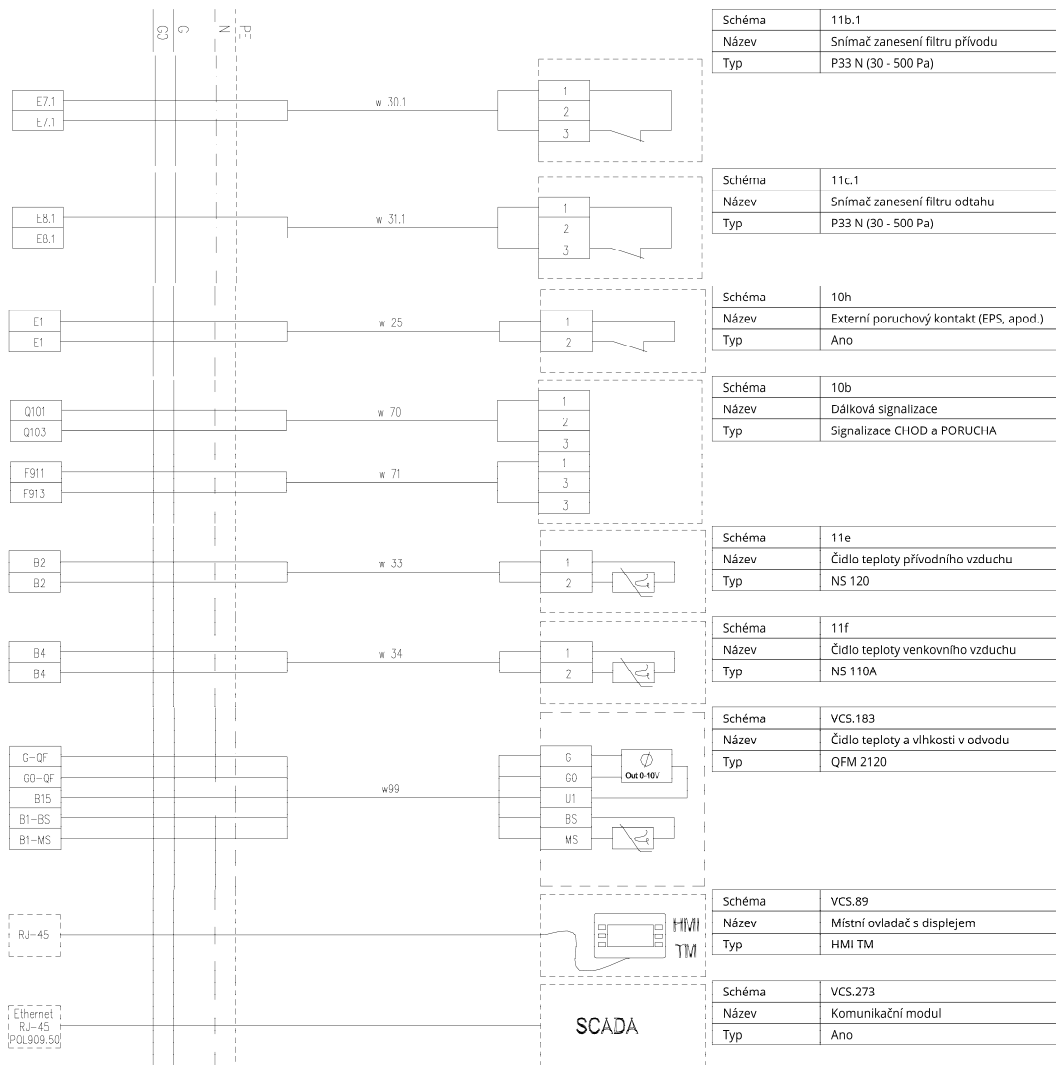 G0 G N PE
Schéma 11b.1
Název Snímač zanesení filtru přívodu
Typ P33 N (30 - 500 Pa)
E7.1
E7.1
w 30.1
1
2
3
Schéma 11c.1
Název Snímač zanesení filtru odtahu
Typ P33 N (30 - 500 Pa)
E8.1
E8.1
w 31.1
1
2
3
Schéma 10h
Název Externí poruchový kontakt (EPS, apod.)
Typ Ano
E1
E1
w 25
1
2
Schéma 10b
Název Dálková signalizace
Typ Signalizace CHOD a PORUCHA
Q101
Q103
w 70
1
2
3
F911
F913
w 71
1
3
3
Schéma 11e
Název Čidlo teploty přívodního vzduchu
Typ NS 120
B2
B2
w 33
1
2
Schéma 11f
Název Čidlo teploty venkovního vzduchu
Typ NS 110A
B4
B4
w 34
1
2
Schéma VCS.183
Název Čidlo teploty a vlhkosti v odvodu
Typ QFM 2120
G-QF
G0-QF
B15
B1-BS
B1-MS
w99
G
G0
U1
BS
MS
Out 0-10V
Schéma VCS.89
Název Místní ovladač s displejem
Typ HMI TM
RJ-45
HMI
TM
Schéma VCS.273
Název Komunikační modul
Typ Ano
Ethernet
RJ-45
POL909.50
SCADA